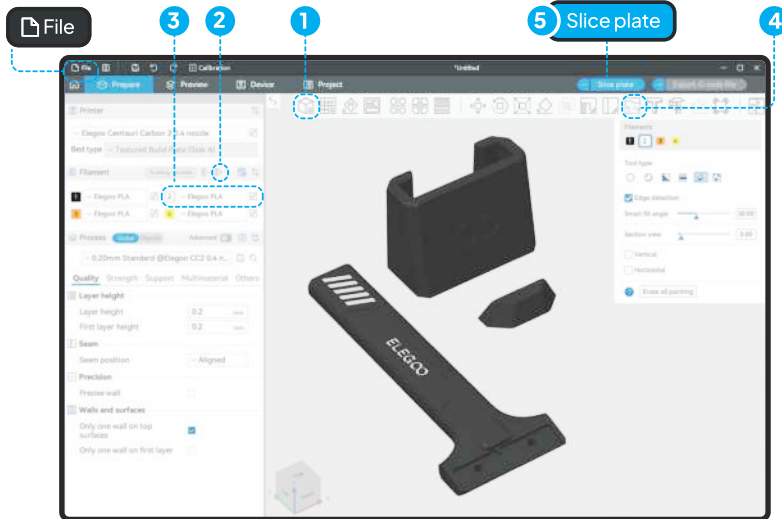 File
3
2
1
5
Slice plate
4
File
Calibration
*Untitled
Prepare
Preview
Device
Project
Slice plate
Export G-code file
Printer
Elegoo Centauri Carbon 2 0.4 nozzle
Bed type
Textured Build Plate (Side A)
Filament
1
Elegoo PLA
2
Elegoo PLA
3
Elegoo PLA
4
Elegoo PLA
Process
Global
Objects
Advanced
0.20mm Standard @Elegoo CC2 0.4 n...
Quality
Strength
Support
Multimaterial
Others
Layer height
Layer height
0.2
mm
First layer height
0.2
mm
Seam
Seam position
Aligned
Precision
Precise wall
Walls and surfaces
Only one wall on top
surfaces
Only one wall on first layer
ELEGOO
Filaments
1
2
3
4
Tool type
Edge detection
Smart fill angle
30.00
Section view
0.00
Vertical
Horizontal
Erase all painting